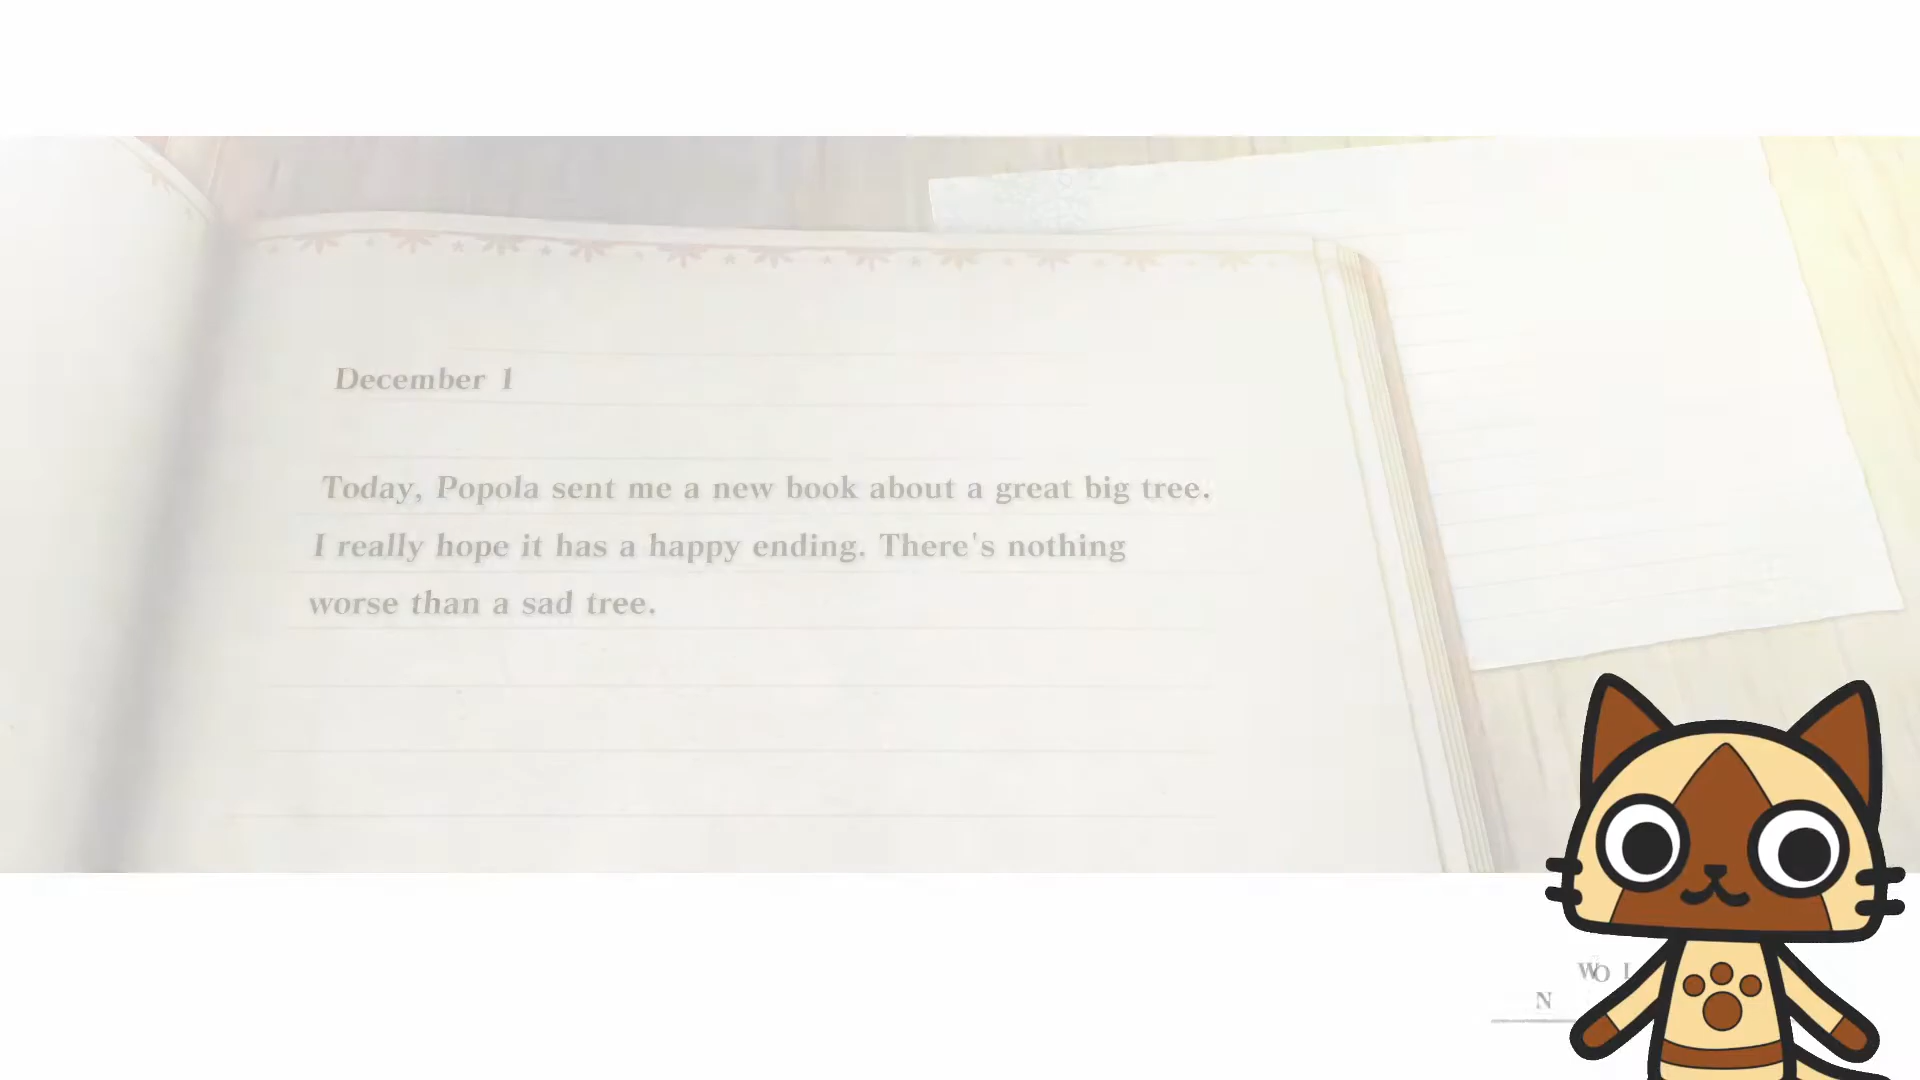 December 1
Today, Popola sent me a new book about a great big tree.
I really hope it has a happy ending. There's nothing
worse than a sad tree.